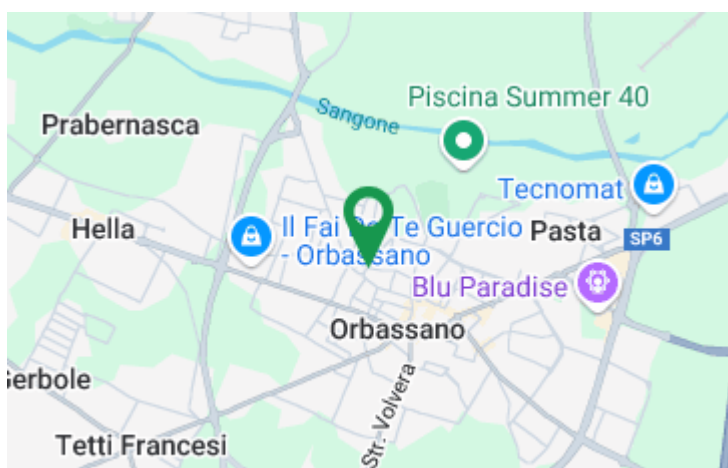 Piscina Summer 40
Sangone
Prabernasca
Tecnomat
Hella
Il Fai Da Te Guercio
- Orbassano
Pasta
SP6
Blu Paradise
Orbassano
Gerbole
Str. Volvera
Tetti Francesi